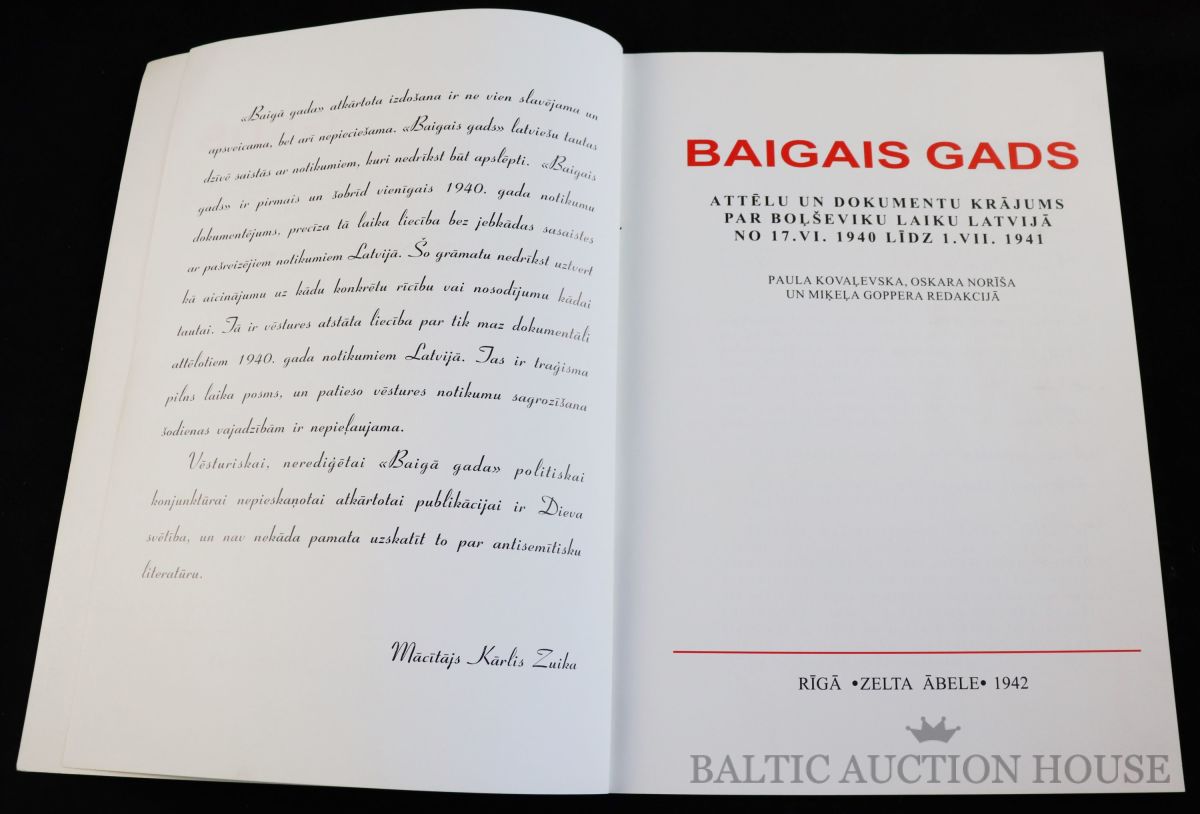 «Baigā gada» atkārtota izdošana ir ne vien slavējama un
apsveicama, bet arī nepieciešama. «Baigais gads» latviešu tautas
dzīvē saistās ar notikumiem, kuri nedrīkst būt apslēpti. «Baigais
gads» ir pirmais un šobrīd vienīgais 1940. gada notikumu
dokumentējums, precīza tā laika liecība bez jebkādas sasaistes
ar pašreizējiem notikumiem Latvijā. Šo grāmatu nedrīkst uztvert
kā aicinājumu uz kādu konkrētu rīcību vai nosodījumu kādai
tautai. Tā ir vēstures atstāta liecība par tik maz dokumentāli
attēlotiem 1940. gada notikumiem Latvijā. Tas ir traģisma
pilns laika posms, un patieso vēstures notikumu sagrozīšana
šodienas vajadzībām ir nepieļaujama.
Vēsturiskai, nerediģētai «Baigā gada» politiskai
konjunktūrai nepieskaņotai atkārtotai publikācijai ir Dieva
svētība, un nav nekāda pamata uzskatīt to par antisemītisku
literatūru.
Mācītājs Kārlis Zuika
BAIGAIS GADS
ATTĒLU UN DOKUMENTU KRĀJUMS
PAR BOĻŠEVIKU LAIKU LATVIJĀ
NO 17.VI. 1940 LĪDZ 1.VII. 1941
PAULA KOVAĻEVSKA, OSKARA NORĪŠA
UN MIĶEĻA GOPPERA REDAKCIJĀ
RĪGĀ •ZELTA ĀBELE• 1942
BALTIC AUCTION HOUSE